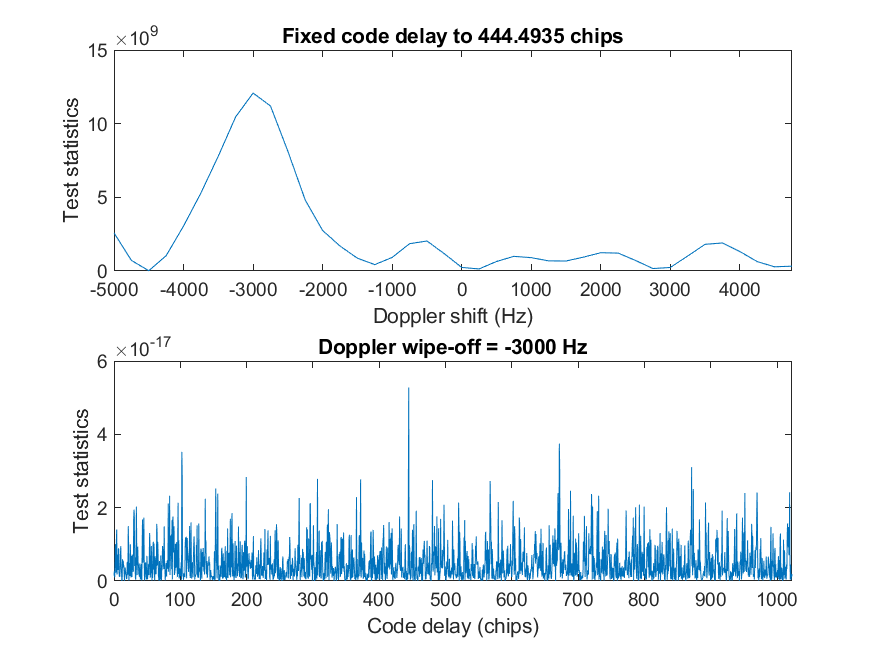 ×10^9
Fixed code delay to 444.4935 chips
15
10
5
0
Test statistics
-5000 -4000 -3000 -2000 -1000 0 1000 2000 3000 4000
Doppler shift (Hz)
×10^-17
Doppler wipe-off = -3000 Hz
6
4
2
0
Test statistics
0 100 200 300 400 500 600 700 800 900 1000
Code delay (chips)